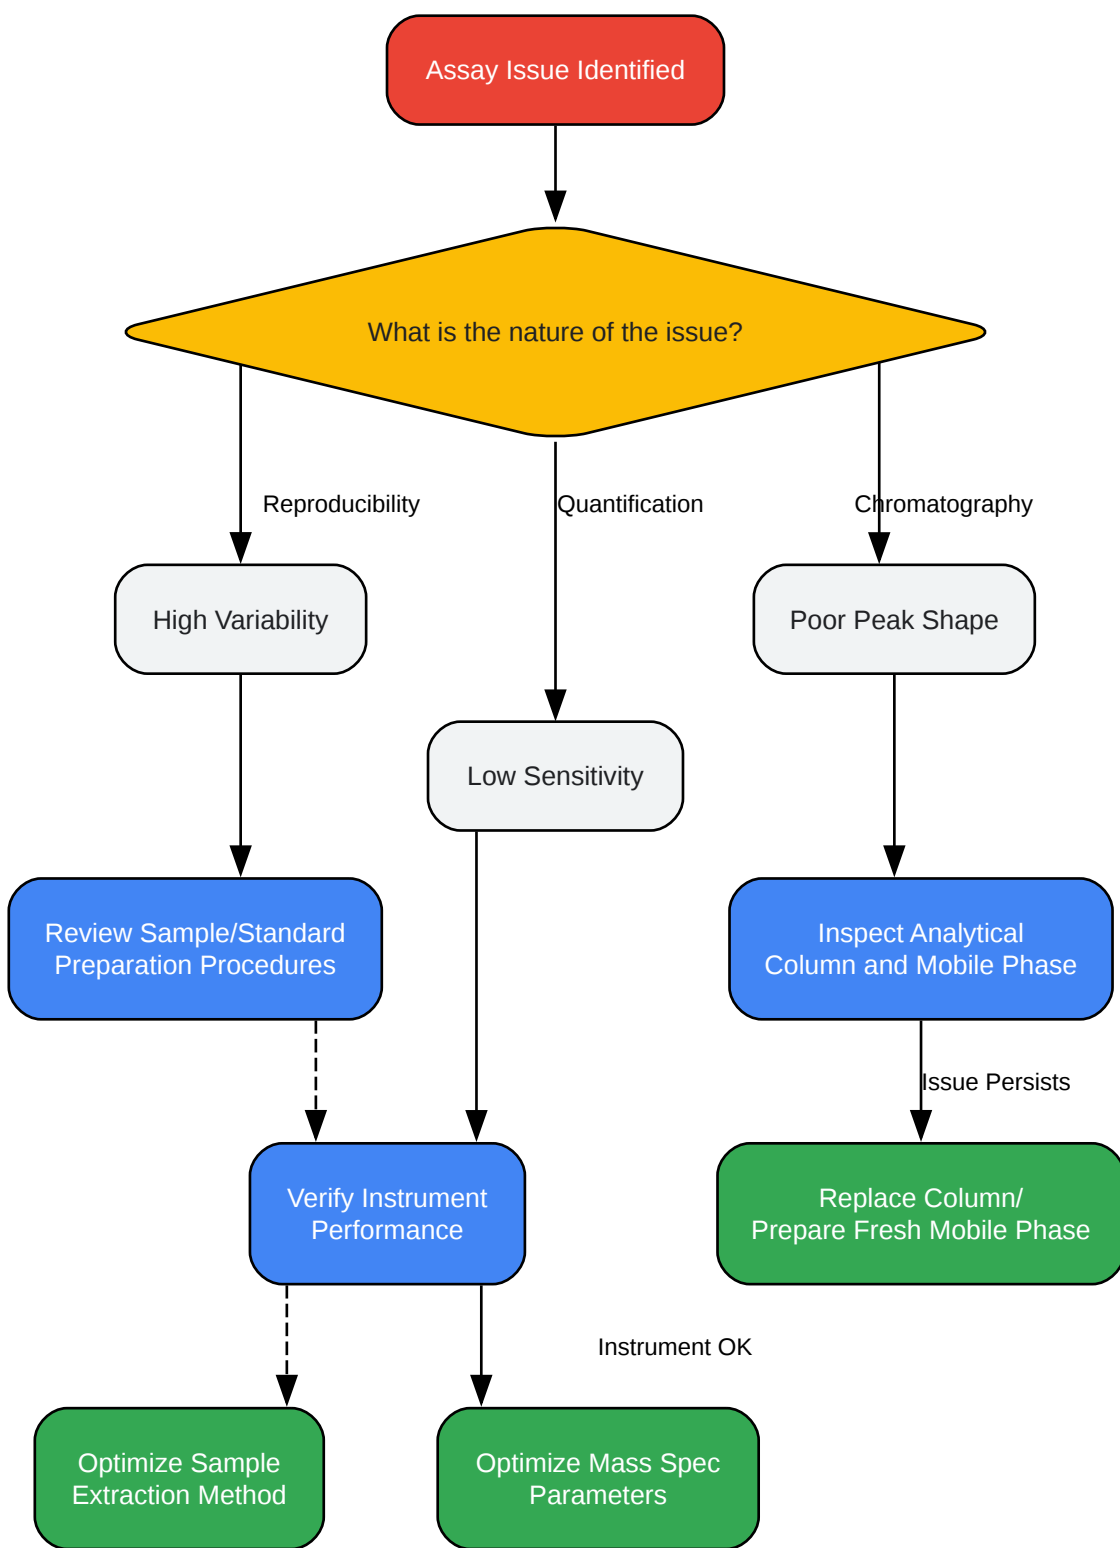 Assay Issue Identified
What is the nature of the issue?
Reproducibility
Quantification
Chromatography
High Variability
Poor Peak Shape
Low Sensitivity
Review Sample/Standard
Preparation Procedures
Inspect Analytical
Column and Mobile Phase
Issue Persists
Verify Instrument
Performance
Replace Column/
Prepare Fresh Mobile Phase
Instrument OK
Optimize Sample
Extraction Method
Optimize Mass Spec
Parameters